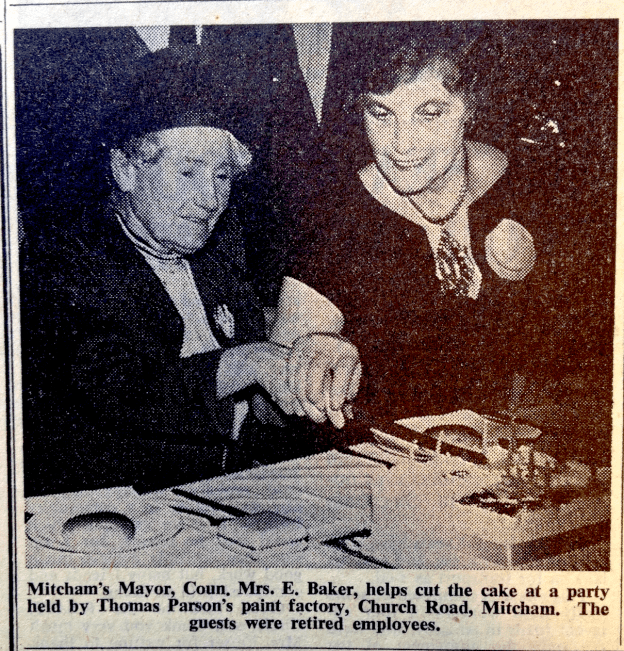 Mitcham's Mayor, Coun. Mrs. E. Baker, helps cut the cake at a party
held by Thomas Parson's paint factory, Church Road, Mitcham. The
guests were retired employees.